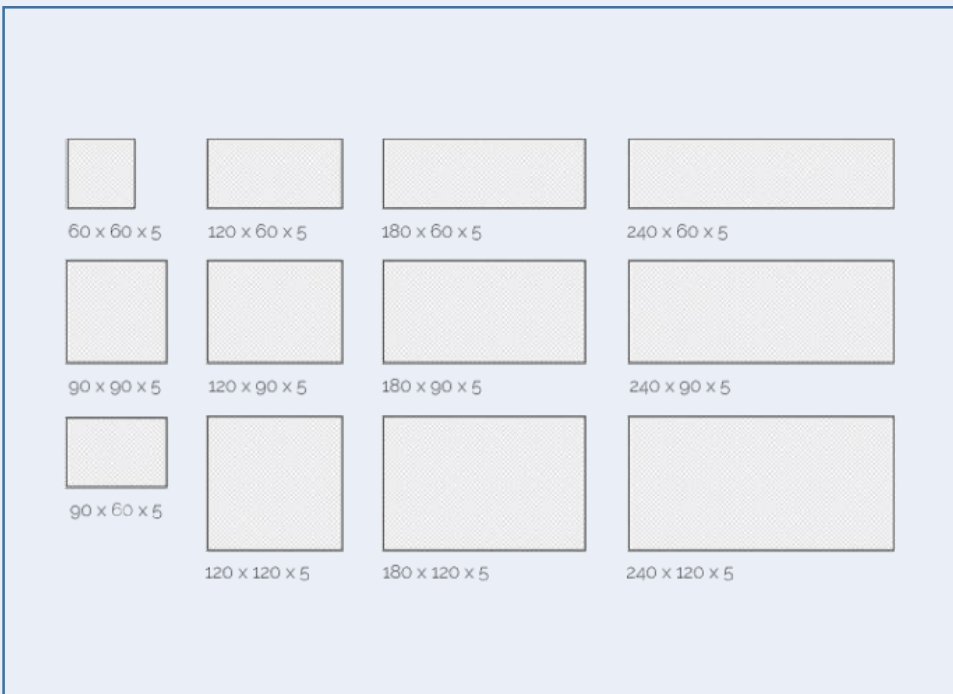 60 x 60 x 5
120 x 60 x 5
180 x 60 x 5
240 x 60 x 5
90 x 90 x 5
120 x 90 x 5
180 x 90 x 5
240 x 90 x 5
90 x 60 x 5
120 x 120 x 5
180 x 120 x 5
240 x 120 x 5